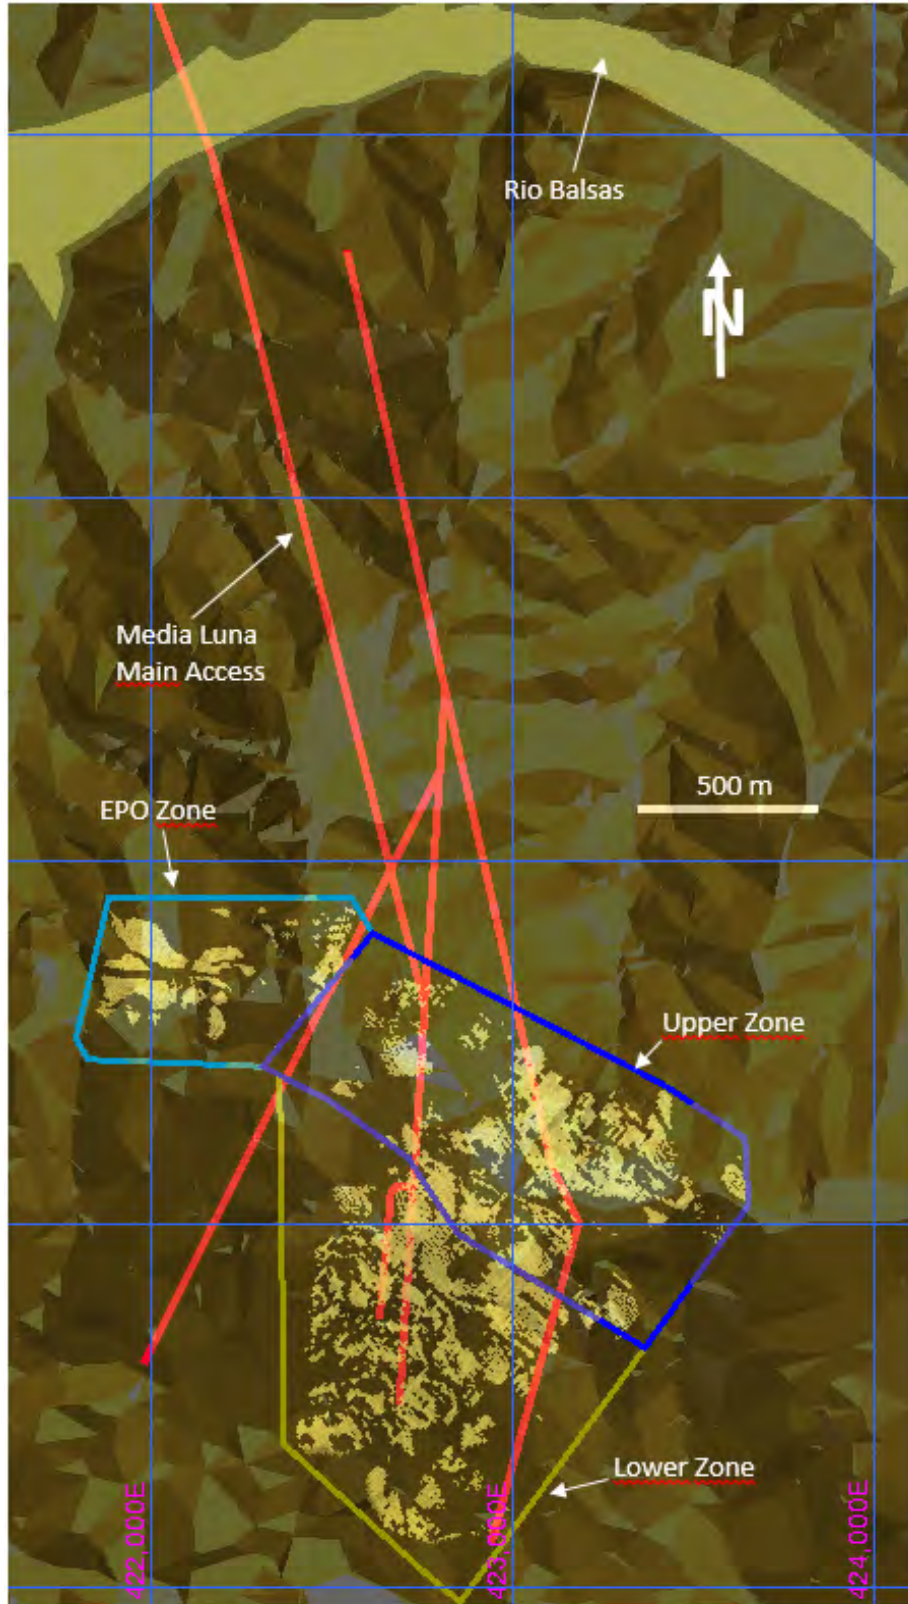 Rio Balsas
N
Media Luna
Main Access
500 m
EPO Zone
Upper Zone
Lower Zone
422,000E
423,000E
424,000E